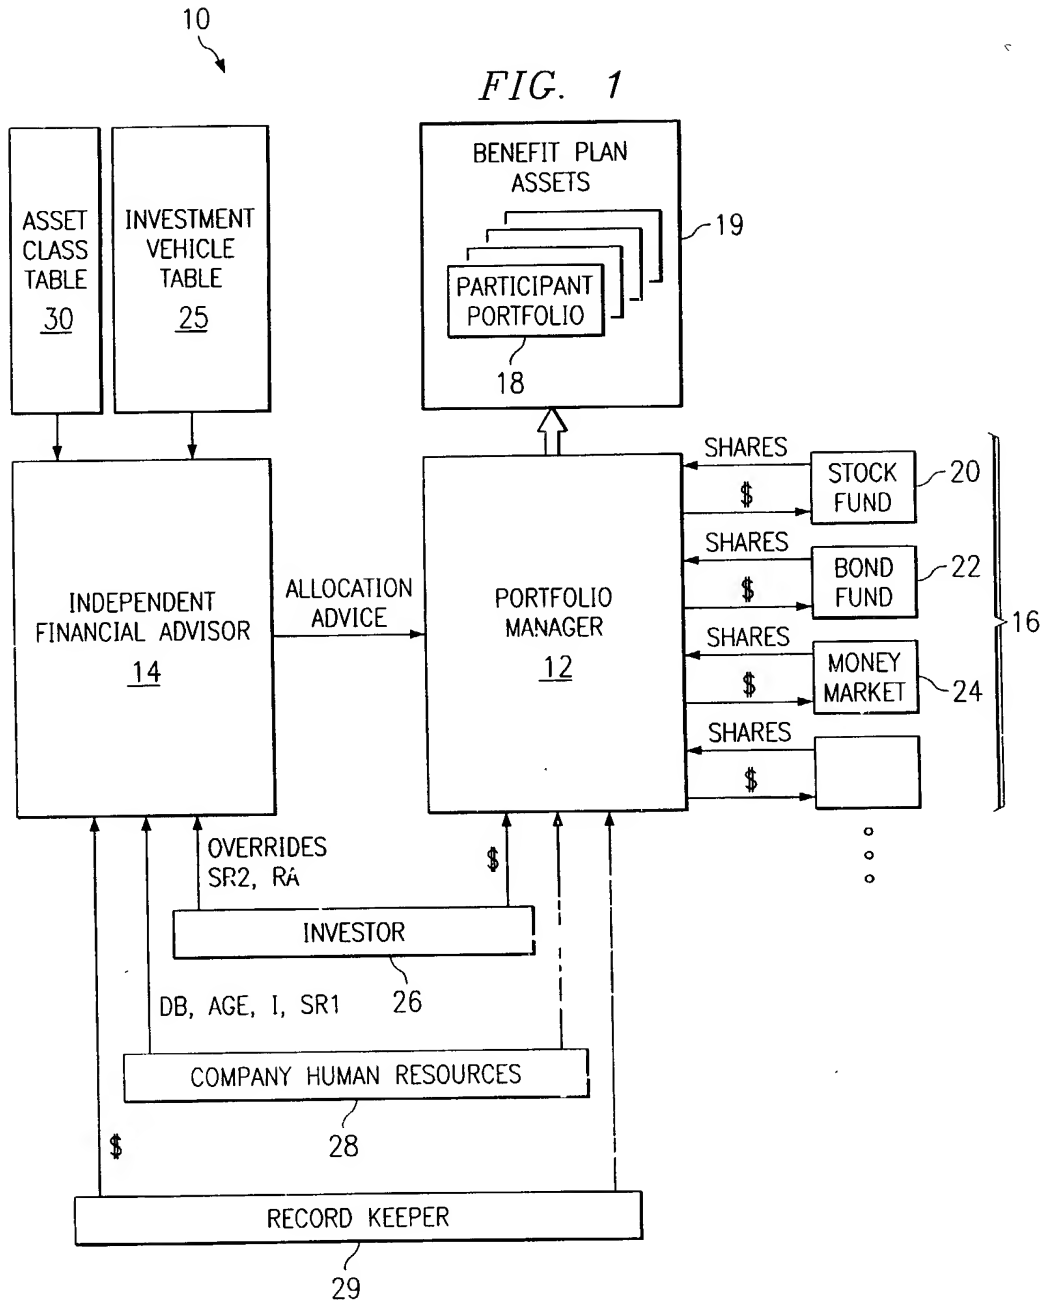 10
FIG. 1
ASSET
CLASS
TABLE
30
INVESTMENT
VEHICLE
TABLE
25
BENEFIT PLAN
ASSETS
PARTICIPANT
PORTFOLIO
18
19
INDEPENDENT
FINANCIAL ADVISOR
14
ALLOCATION
ADVICE
PORTFOLIO
MANAGER
12
SHARES
$
STOCK
FUND
20
SHARES
$
BOND
FUND
22
SHARES
$
MONEY
MARKET
24
SHARES
$
16
OVERRIDES
SR2, RA
$
INVESTOR
26
DB, AGE, I, SR1
COMPANY HUMAN RESOURCES
28
$
RECORD KEEPER
29